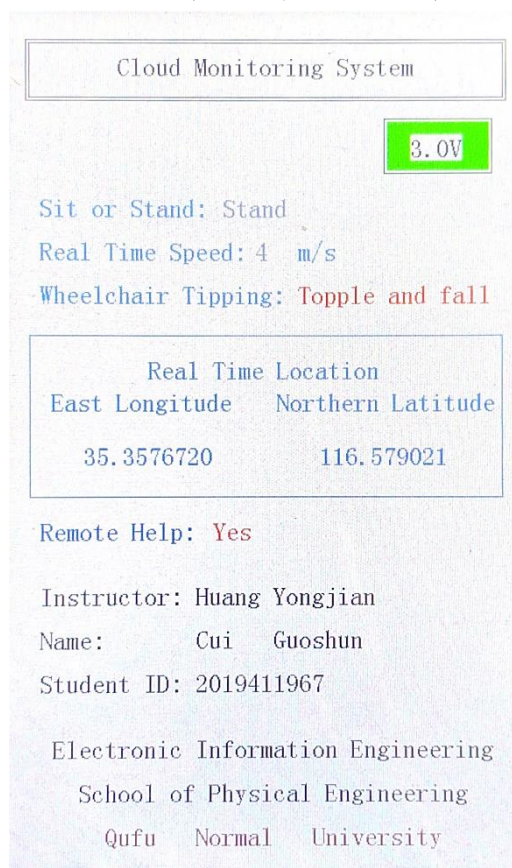 Cloud Monitoring System
3.0V
Sit or Stand: Stand
Real Time Speed: 4 m/s
Wheelchair Tipping: Topple and fall
Real Time Location
East Longitude Northern Latitude
35.3576720 116.579021
Remote Help: Yes
Instructor: Huang Yongjian
Name: Cui Guoshun
Student ID: 2019411967
Electronic Information Engineering
School of Physical Engineering
Qufu Normal University